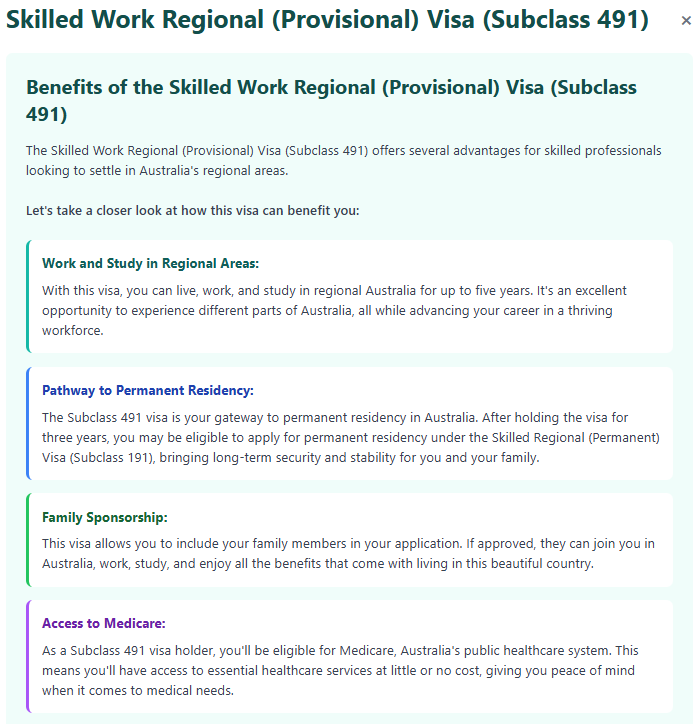 Skilled Work Regional (Provisional) Visa (Subclass 491) ×
Benefits of the Skilled Work Regional (Provisional) Visa (Subclass
491)
The Skilled Work Regional (Provisional) Visa (Subclass 491) offers several advantages for skilled professionals
looking to settle in Australia's regional areas.
Let's take a closer look at how this visa can benefit you:
Work and Study in Regional Areas:
With this visa, you can live, work, and study in regional Australia for up to five years. It's an excellent
opportunity to experience different parts of Australia, all while advancing your career in a thriving
workforce.
Pathway to Permanent Residency:
The Subclass 491 visa is your gateway to permanent residency in Australia. After holding the visa for
three years, you may be eligible to apply for permanent residency under the Skilled Regional (Permanent)
Visa (Subclass 191), bringing long-term security and stability for you and your family.
Family Sponsorship:
This visa allows you to include your family members in your application. If approved, they can join you in
Australia, work, study, and enjoy all the benefits that come with living in this beautiful country.
Access to Medicare:
As a Subclass 491 visa holder, you'll be eligible for Medicare, Australia's public healthcare system. This
means you'll have access to essential healthcare services at little or no cost, giving you peace of mind
when it comes to medical needs.